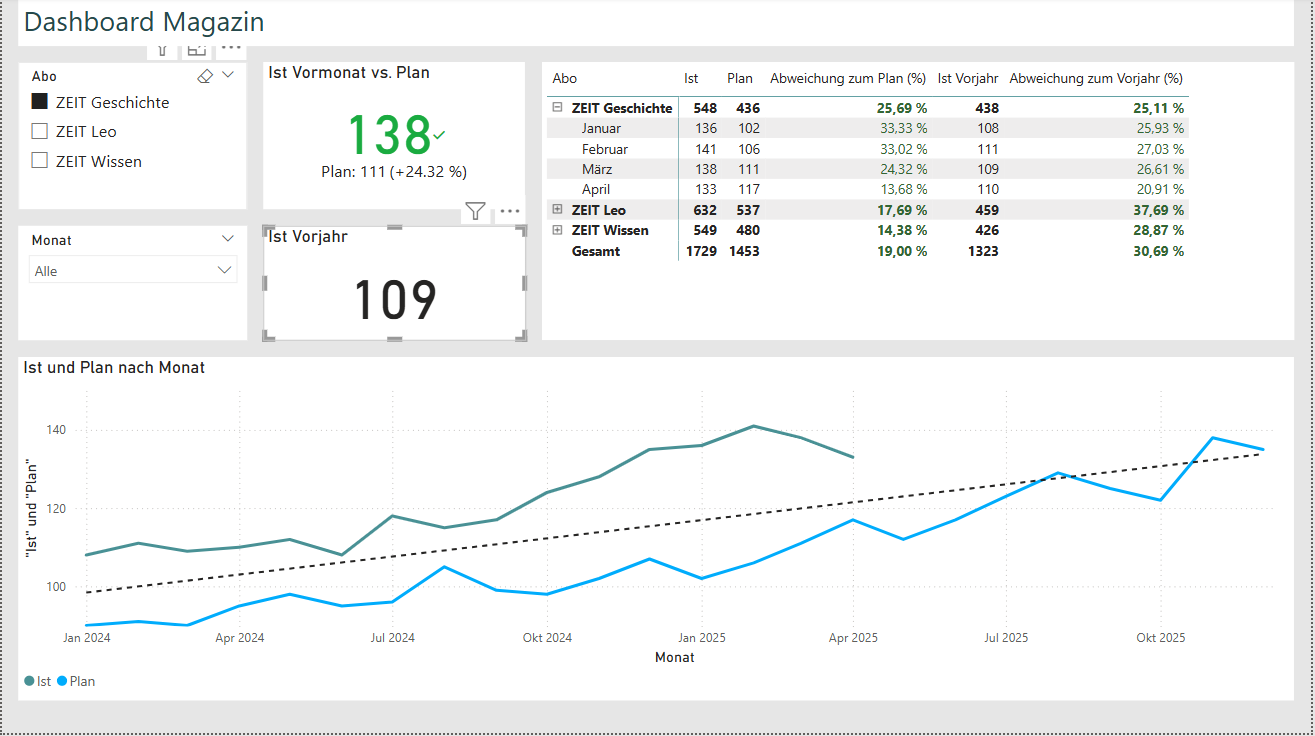 Dashboard Magazin
Abo
ZEIT Geschichte
ZEIT Leo
ZEIT Wissen
Monat
Alle
Ist Vormonat vs. Plan
138
Plan: 111 (+24.32 %)
Ist Vorjahr
109
Abo Ist Plan Abweichung zum Plan (%) Ist Vorjahr Abweichung zum Vorjahr (%)
ZEIT Geschichte 548 436 25,69 % 438 25,11 %
Januar 136 102 33,33 % 108 25,93 %
Februar 141 106 33,02 % 111 27,03 %
März 138 111 24,32 % 109 26,61 %
April 133 117 13,68 % 110 20,91 %
ZEIT Leo 632 537 17,69 % 459 37,69 %
ZEIT Wissen 549 480 14,38 % 426 28,87 %
Gesamt 1729 1453 19,00 % 1323 30,69 %
Ist und Plan nach Monat
"Ist" und "Plan"
140
120
100
Jan 2024 Apr 2024 Jul 2024 Okt 2024 Jan 2025 Apr 2025 Jul 2025 Okt 2025
Monat
Ist Plan